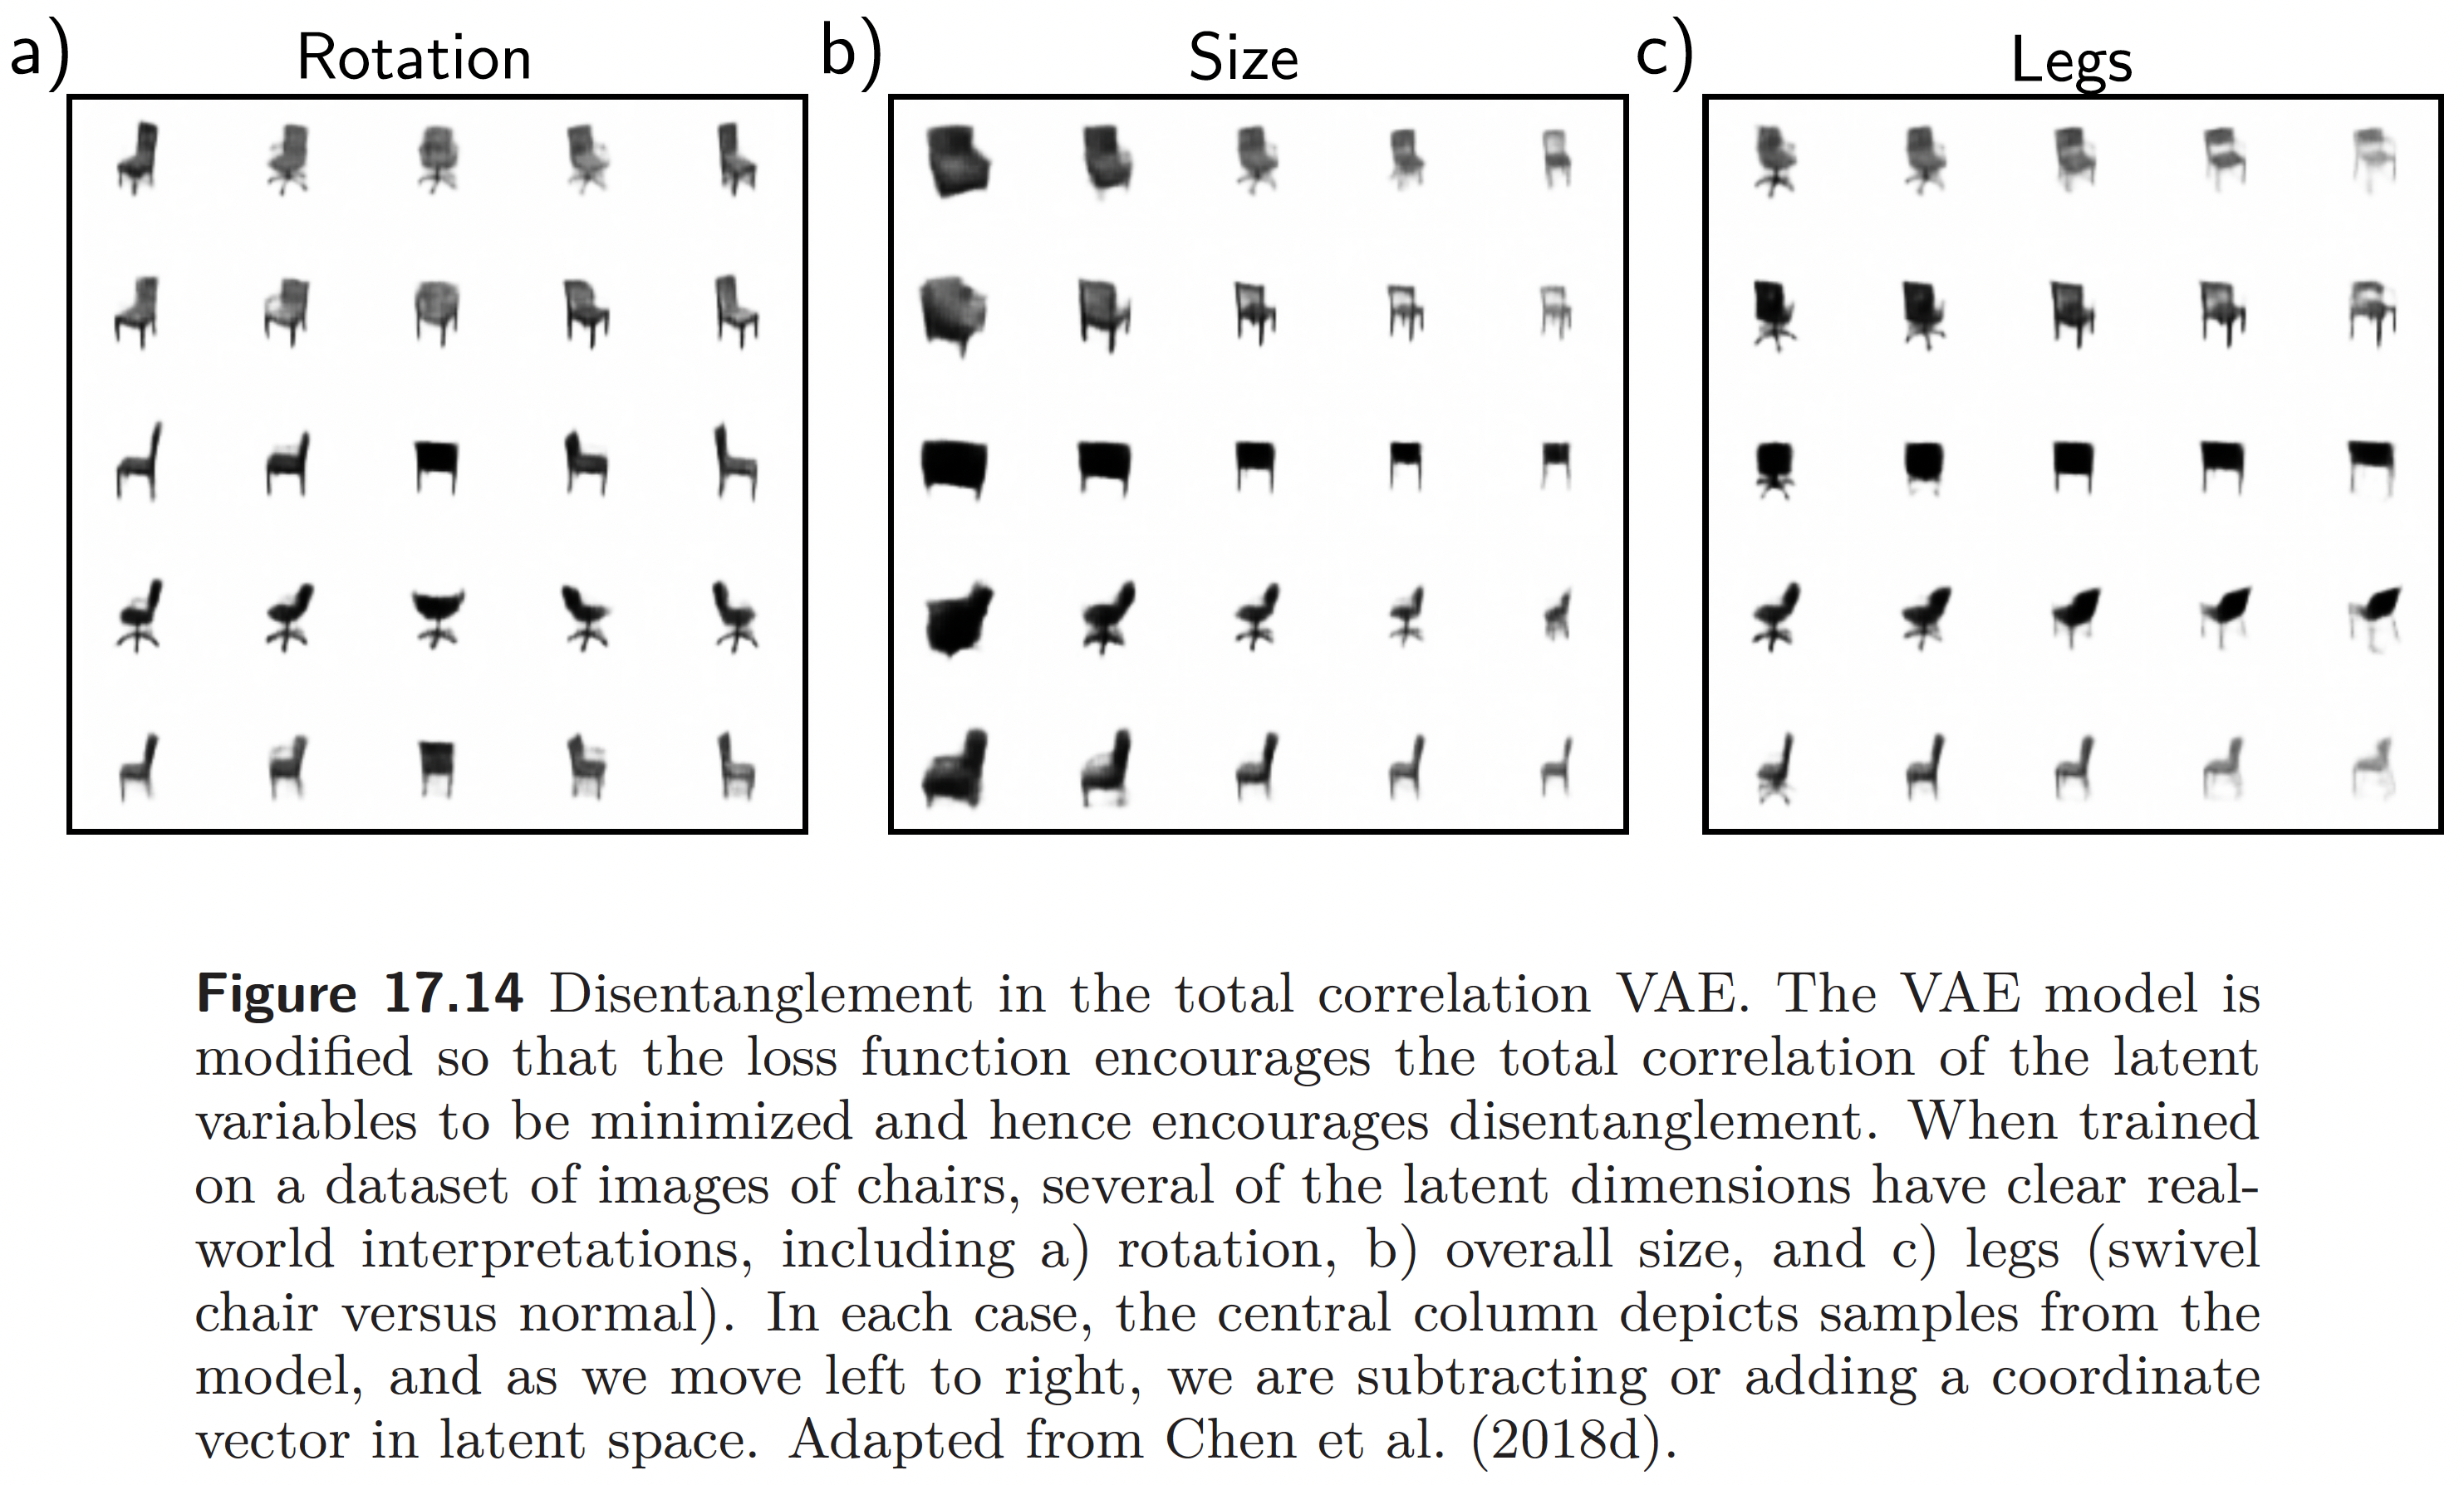 a) Rotation b) Size c) Legs
Figure 17.14 Disentanglement in the total correlation VAE. The VAE model is
modified so that the loss function encourages the total correlation of the latent
variables to be minimized and hence encourages disentanglement. When trained
on a dataset of images of chairs, several of the latent dimensions have clear real-
world interpretations, including a) rotation, b) overall size, and c) legs (swivel
chair versus normal). In each case, the central column depicts samples from the
model, and as we move left to right, we are subtracting or adding a coordinate
vector in latent space. Adapted from Chen et al. (2018d).